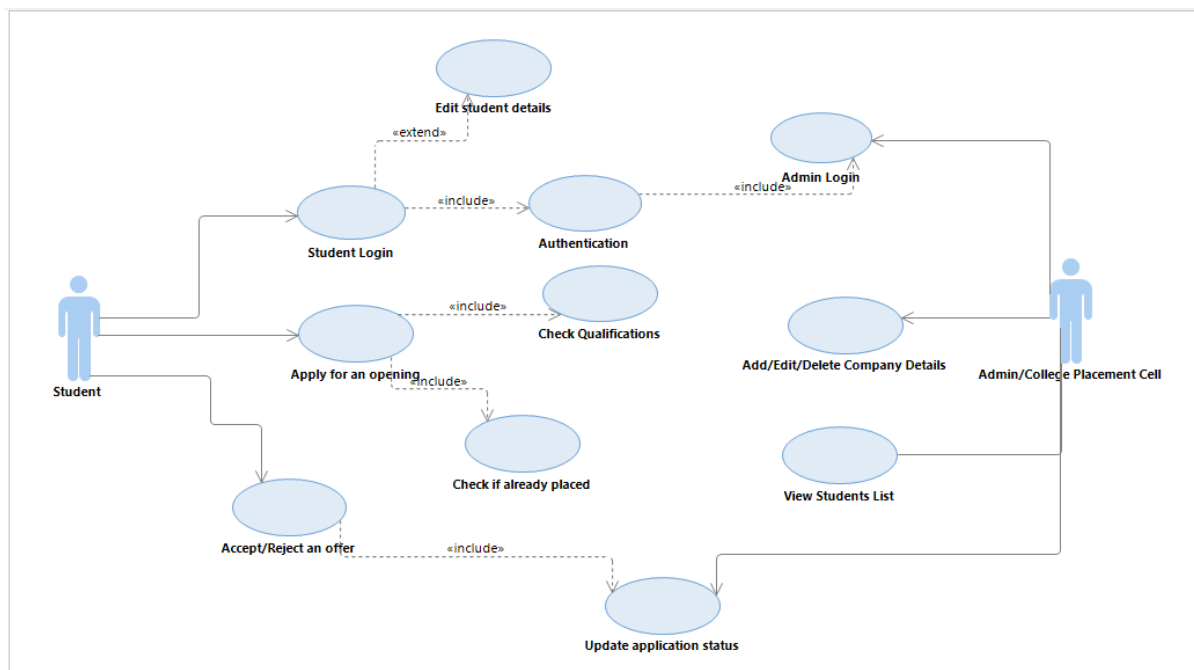 Edit student details
«extend»
Admin Login
«include»
«include»
Student Login
Authentication
«include»
Check Qualifications
Add/Edit/Delete Company Details
Admin/College Placement Cell
Apply for an opening
«include»
Student
Check if already placed
View Students List
Accept/Reject an offer
«include»
Update application status